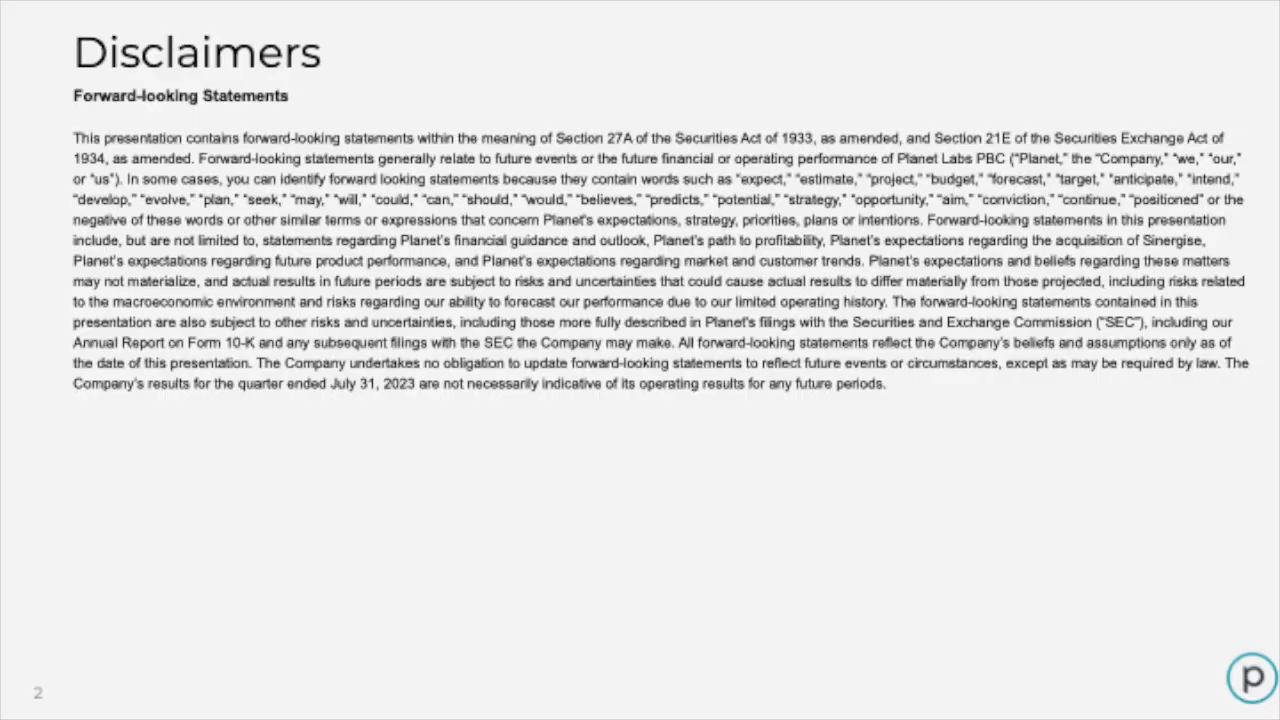 Disclaimers
Forward-looking Statements
This presentation contains forward-looking statements within the meaning of Section 27A of the Securities Act of 1933, as amended, and Section 21E of the Securities Exchange Act of
1934, as amended. Forward-looking statements generally relate to future events or the future financial or operating performance of Planet Labs PBC (“Planet,” the “Company,” “we,” “our,”
or “us”). In some cases, you can identify forward looking statements because they contain words such as “expect,” “estimate,” “project,” “budget,” “forecast,” “target,” “anticipate,” “intend,”
“develop,” “evolve,” “plan,” “seek,” “may,” “will,” “could,” “can,” “should,” “would,” “believes,” “predicts,” “potential,” “strategy,” “opportunity,” “aim,” “conviction,” “continue,” “positioned” or the
negative of these words or other similar terms or expressions that concern Planet's expectations, strategy, priorities, plans or intentions. Forward-looking statements in this presentation
include, but are not limited to, statements regarding Planet’s financial guidance and outlook, Planet’s path to profitability, Planet’s expectations regarding the acquisition of Sinergise,
Planet’s expectations regarding future product performance, and Planet’s expectations regarding market and customer trends. Planet’s expectations and beliefs regarding these matters
may not materialize, and actual results in future periods are subject to risks and uncertainties that could cause actual results to differ materially from those projected, including risks related
to the macroeconomic environment and risks regarding our ability to forecast our performance due to our limited operating history. The forward-looking statements contained in this
presentation are also subject to other risks and uncertainties, including those more fully described in Planet's filings with the Securities and Exchange Commission (“SEC”), including our
Annual Report on Form 10-K and any subsequent filings with the SEC the Company may make. All forward-looking statements reflect the Company’s beliefs and assumptions only as of
the date of this presentation. The Company undertakes no obligation to update forward-looking statements to reflect future events or circumstances, except as may be required by law. The
Company’s results for the quarter ended July 31, 2023 are not necessarily indicative of its operating results for any future periods.
2
p